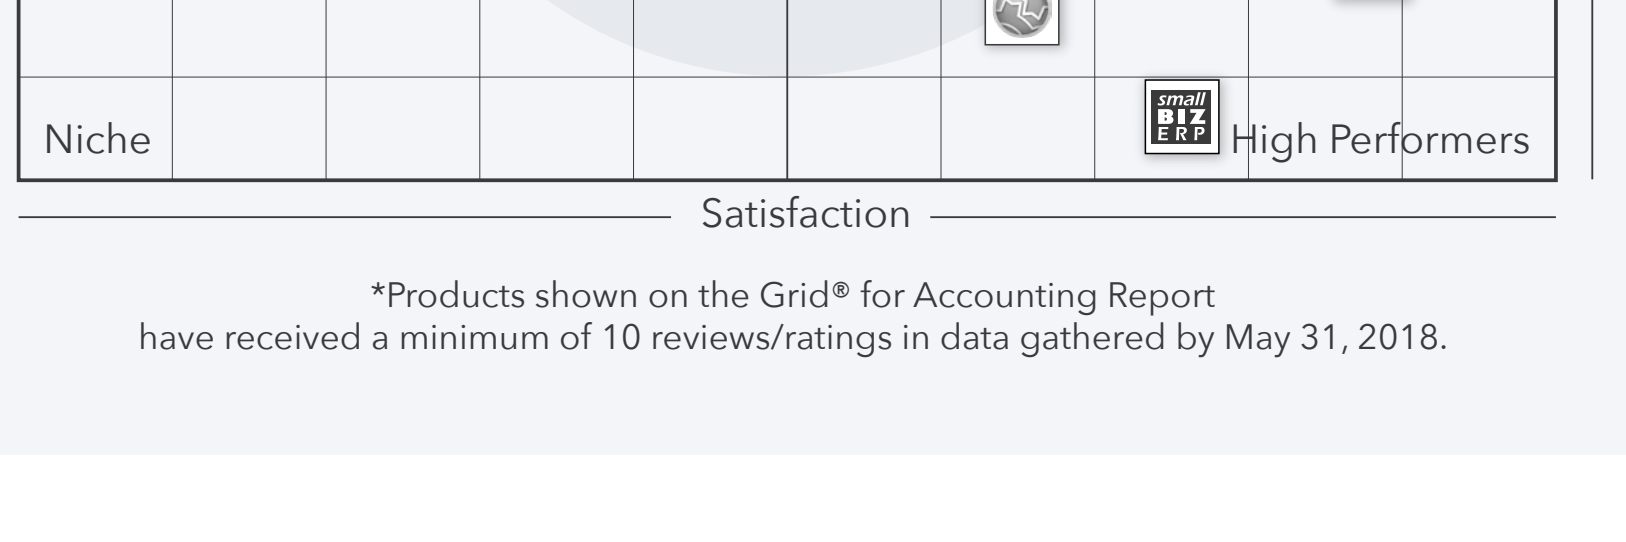 small
BIZ
ERP
Niche
High Performers
Satisfaction
*Products shown on the Grid® for Accounting Report
have received a minimum of 10 reviews/ratings in data gathered by May 31, 2018.